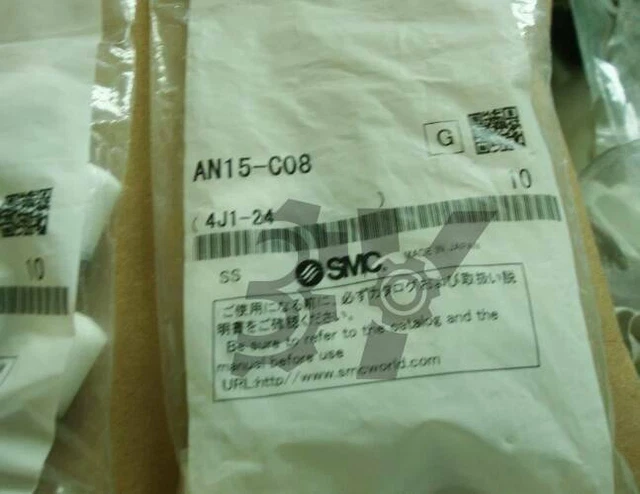 G
AN15-C08
10
( 4J1-24 )
SS SMC. MADE IN JAPAN
ご使用になる前に、必ずカタログおよび取扱い説
明書をご確認ください。
Be sure to refer to the catalog and the
manual before use
URL:http//www.smcworld.com
10